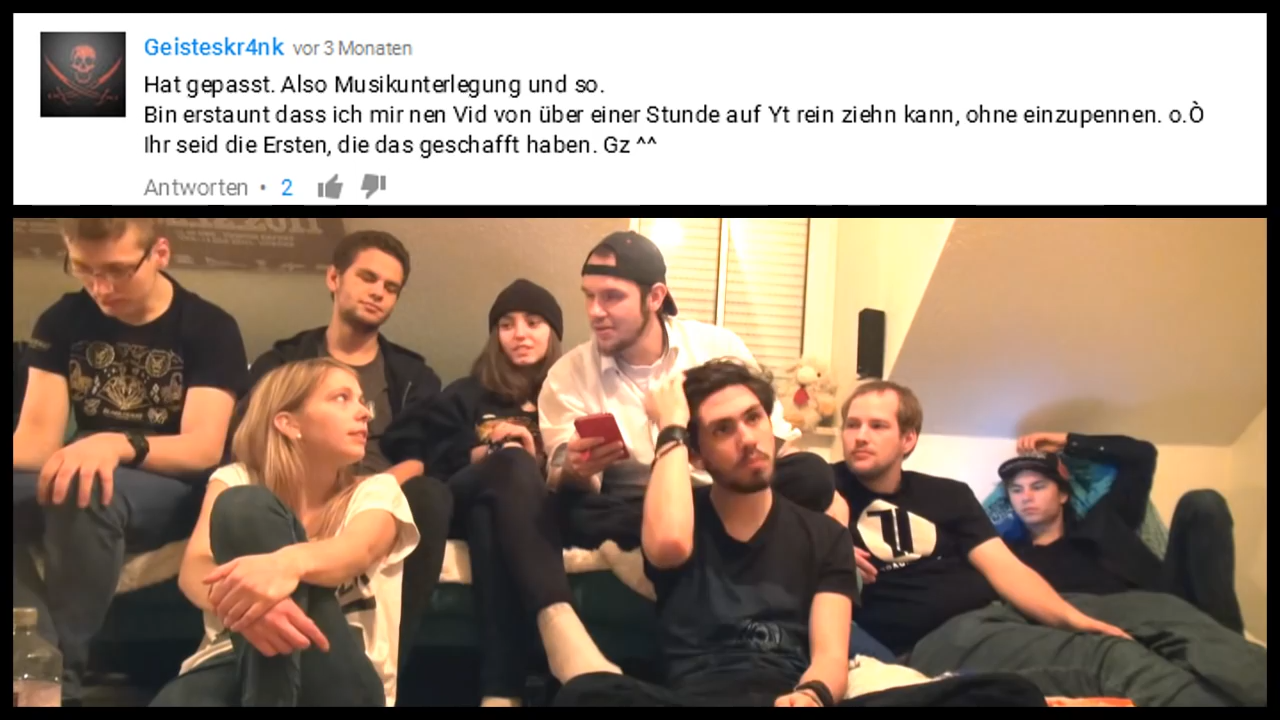 Geisteskr4nk vor 3 Monaten
Hat gepasst. Also Musikunterlegung und so.
Bin erstaunt dass ich mir nen Vid von über einer Stunde auf Yt rein ziehn kann, ohne einzupennen. o.Ò
Ihr seid die Ersten, die das geschafft haben. Gz ^^
Antworten • 2